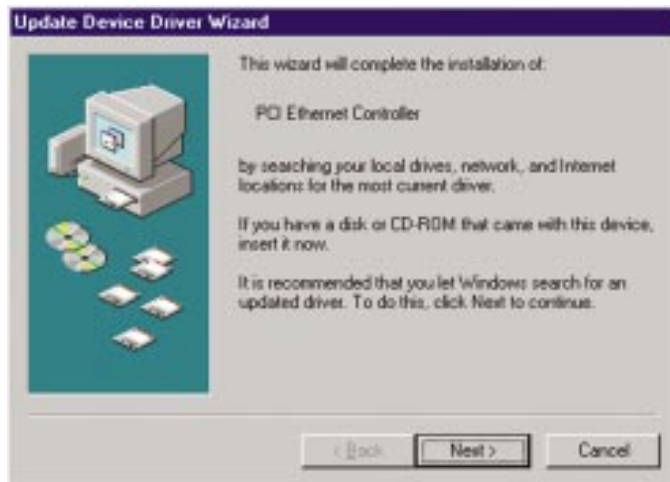 Update Device Driver Wizard
This wizard will complete the installation of:
PCI Ethernet Controller
by searching your local drives, network, and Internet
locations for the most current driver.
If you have a disk or CD-ROM that came with this device,
insert it now.
It is recommended that you let Windows search for an
updated driver. To do this, click Next to continue.
< Back
Next >
Cancel